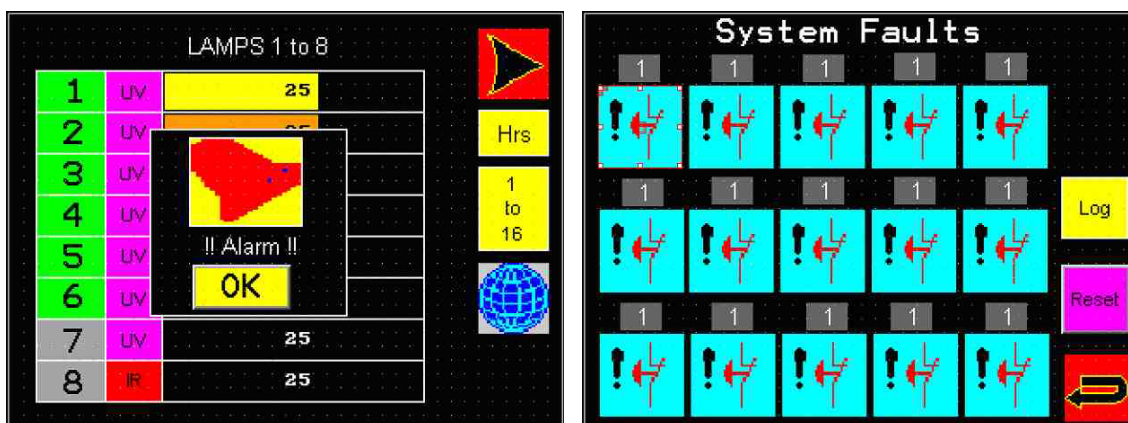 LAMPS 1 to 8
1 UV 25
2 UV
3 UV
4 UV
5 UV
6 UV
7 UV 25
8 IR 25
!! Alarm !!
OK
Hrs
1
to
16
System Faults
1 1 1 1 1
! ! ! ! !
1 1 1 1 1
! ! ! ! !
1 1 1 1 1
! ! ! ! !
Log
Reset